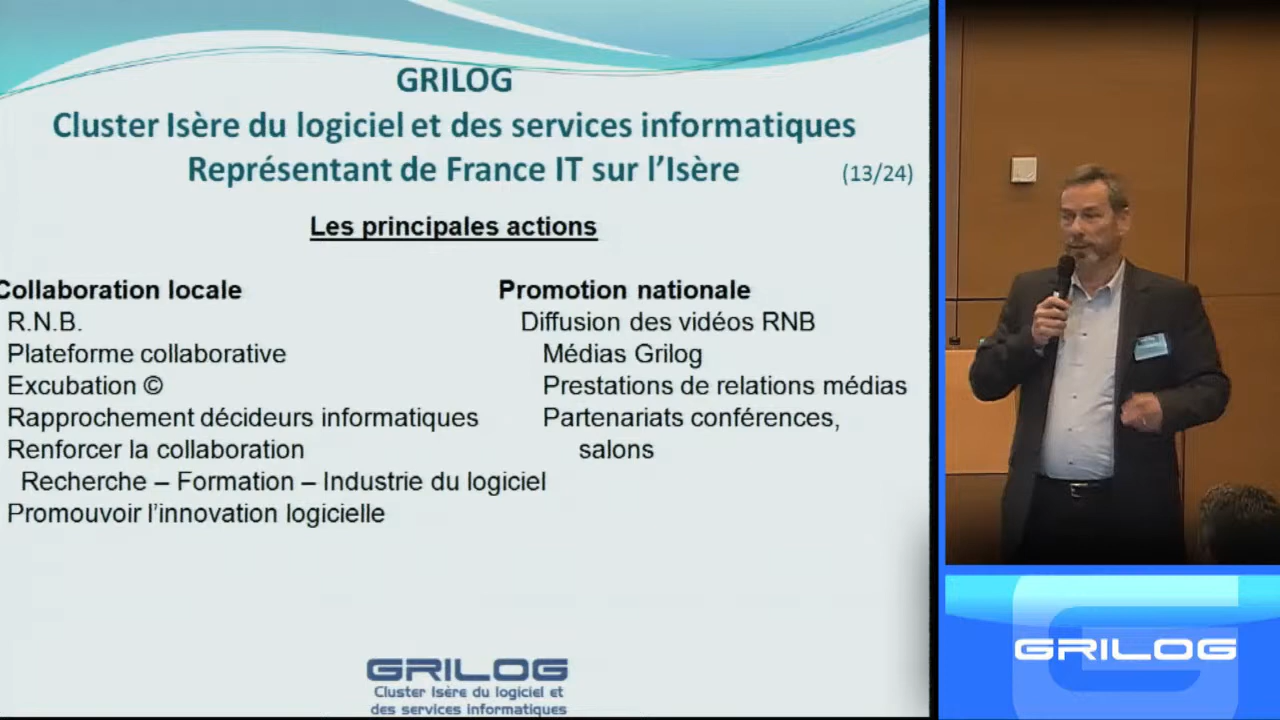 GRILOG
Cluster Isère du logiciel et des services informatiques
Représentant de France IT sur l’Isère
(13/24)
Les principales actions
Collaboration locale
R.N.B.
Plateforme collaborative
Excubation ©
Rapprochement décideurs informatiques
Renforcer la collaboration
Recherche – Formation – Industrie du logiciel
Promouvoir l’innovation logicielle
Promotion nationale
Diffusion des vidéos RNB
Médias Grilog
Prestations de relations médias
Partenariats conférences,
salons
GRILOG
Cluster Isère du logiciel et
des services informatiques
GRILOG